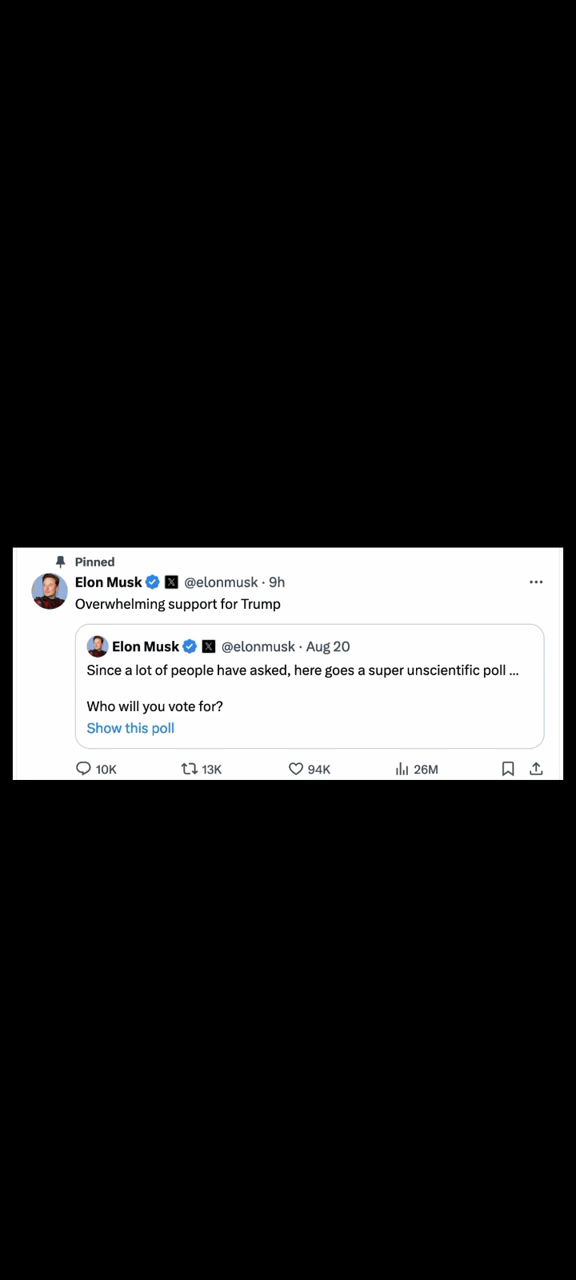 Pinned
Elon Musk @elonmusk · 9h
Overwhelming support for Trump
Elon Musk @elonmusk · Aug 20
Since a lot of people have asked, here goes a super unscientific poll ...
Who will you vote for?
Show this poll
10K 13K 94K 26M